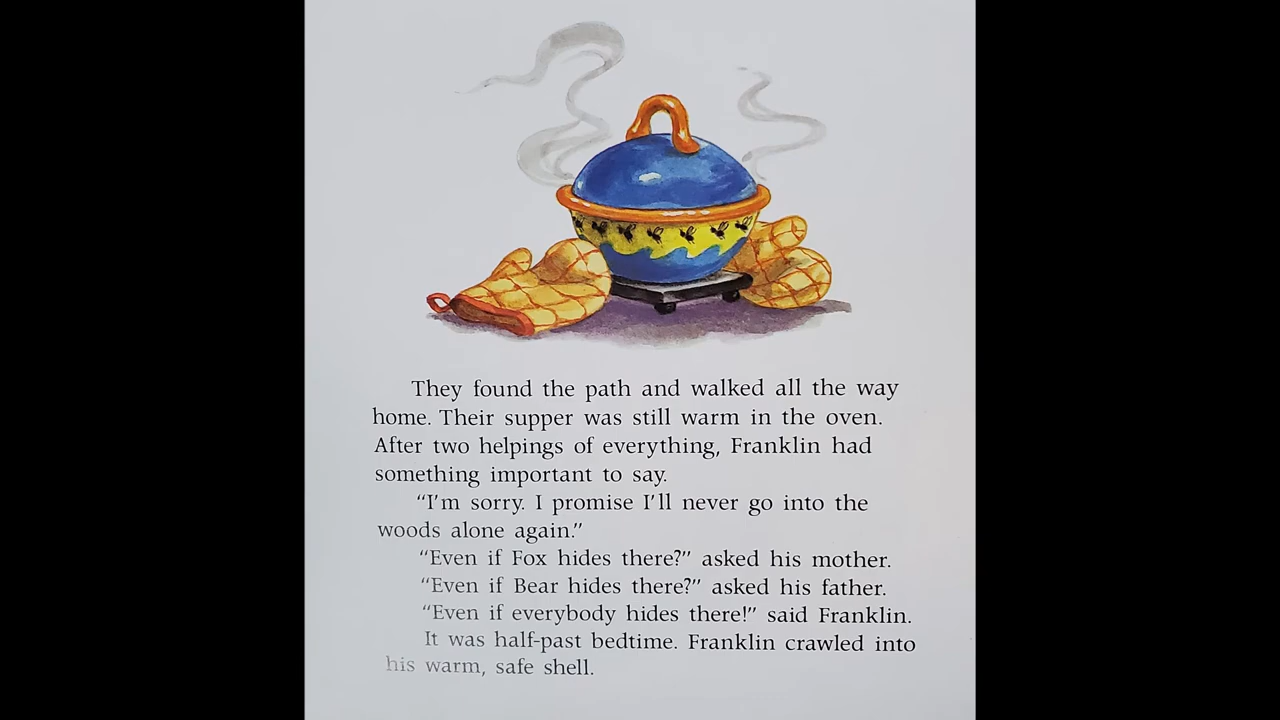 They found the path and walked all the way
home. Their supper was still warm in the oven.
After two helpings of everything, Franklin had
something important to say.
“I’m sorry. I promise I’ll never go into the
woods alone again.”
“Even if Fox hides there?” asked his mother.
“Even if Bear hides there?” asked his father.
“Even if everybody hides there!” said Franklin.
It was half-past bedtime. Franklin crawled into
his warm, safe shell.